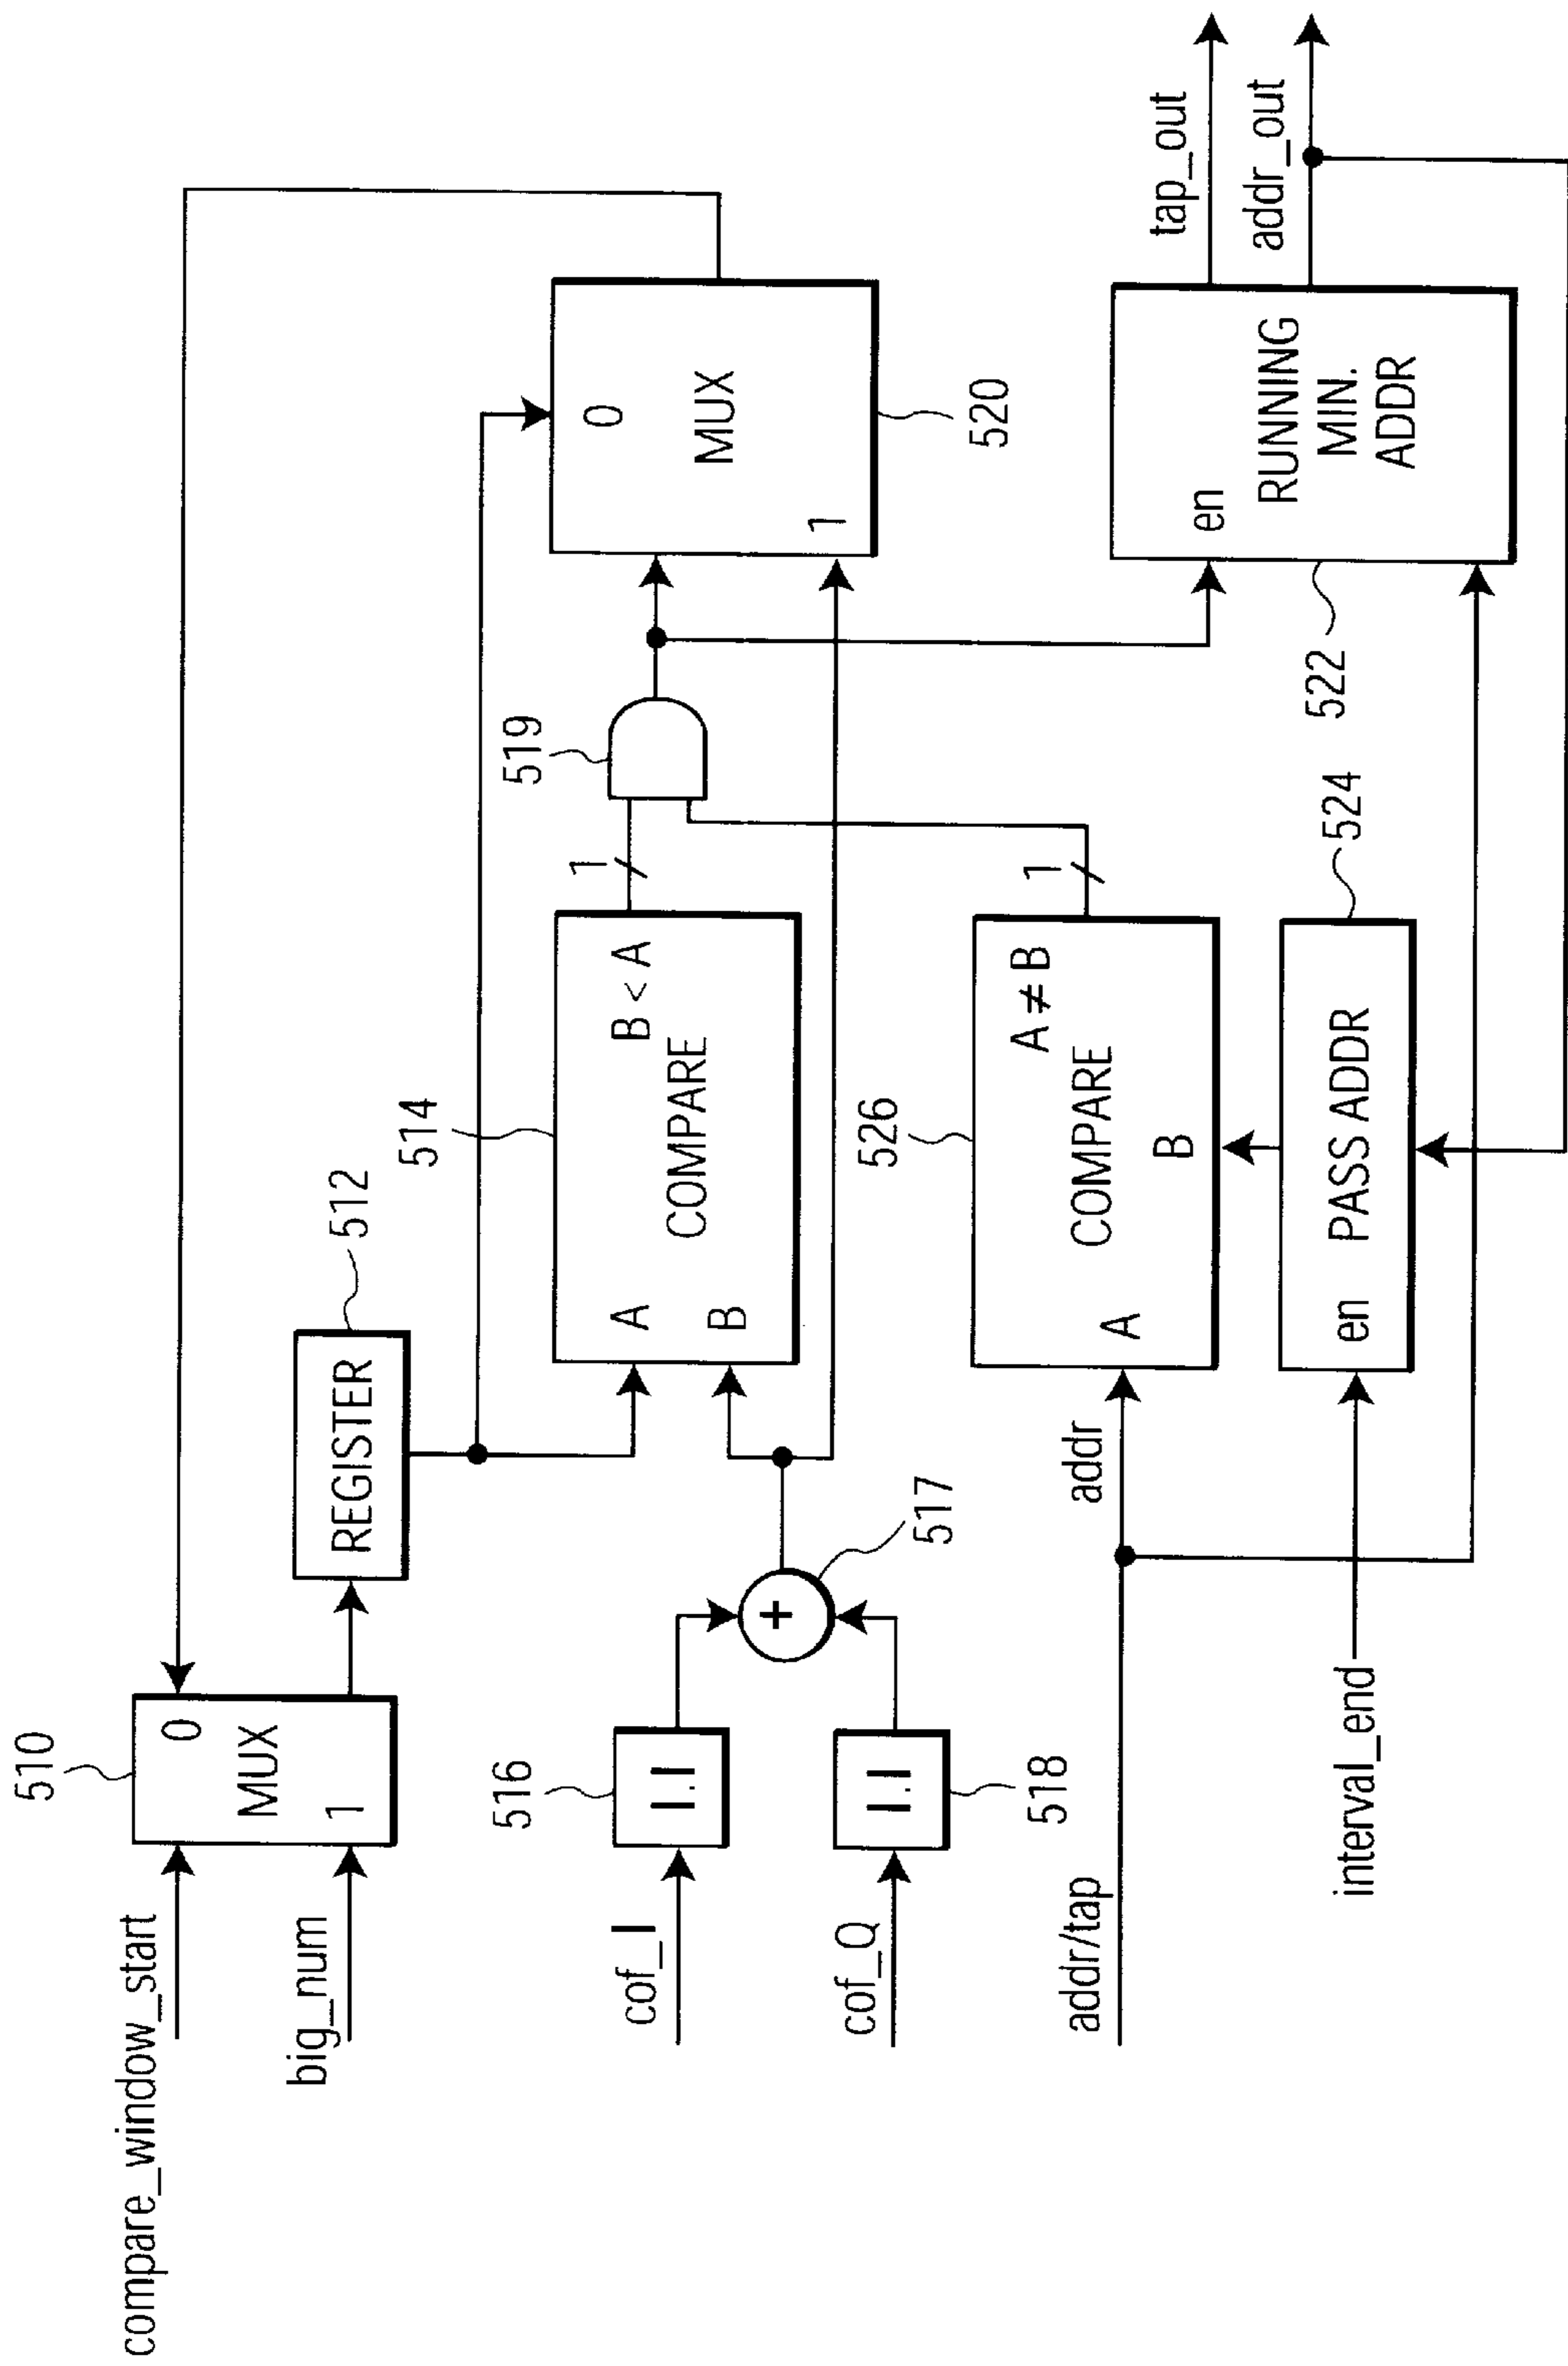 510
compare_window_start
0
MUX
big_num
1
REGISTER
512
514
A
B < A
COMPARE
B
516
cof_I
|.|
+
517
cof_Q
|.|
518
1
519
0
MUX
1
520
526
addr/tap
addr
A
A ≠ B
COMPARE
B
1
en
RUNNING
MIN.
ADDR
522
tap_out
addr_out
interval_end
en PASS ADDR
524